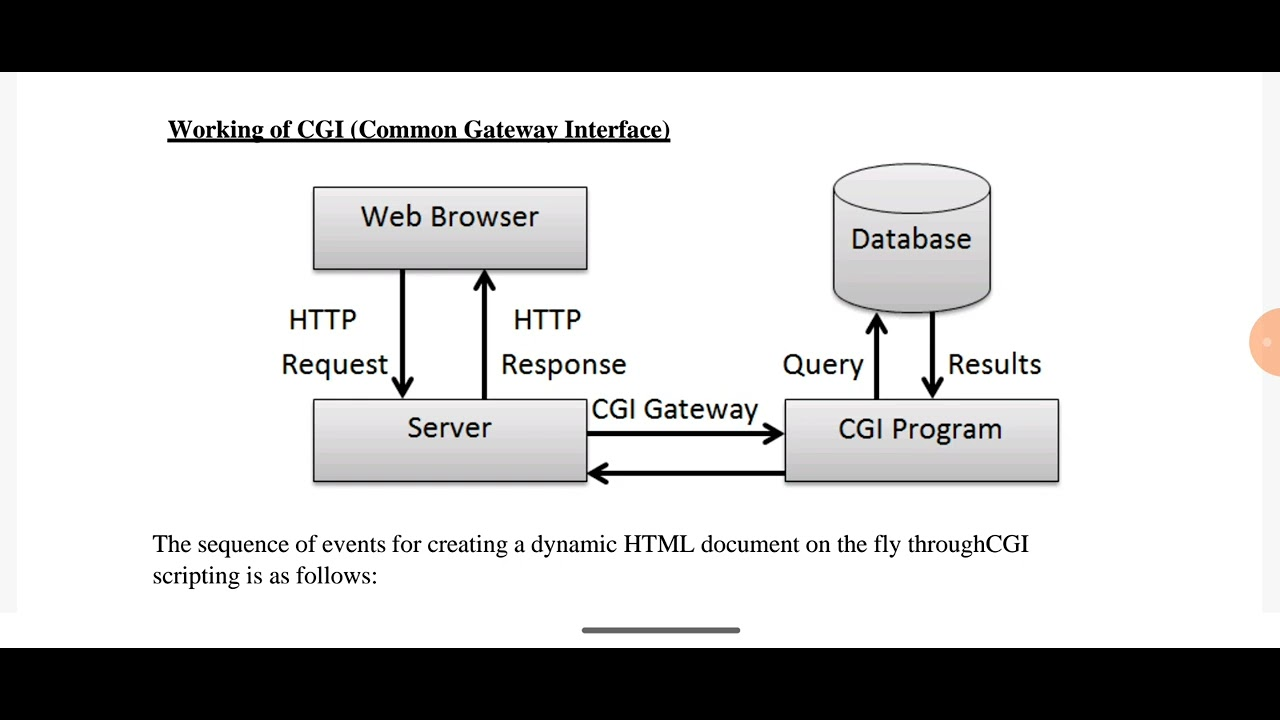 Working of CGI (Common Gateway Interface)
Web Browser
Database
HTTP
Request
HTTP
Response
Query
Results
CGI Gateway
Server
CGI Program
The sequence of events for creating a dynamic HTML document on the fly throughCGI
scripting is as follows: